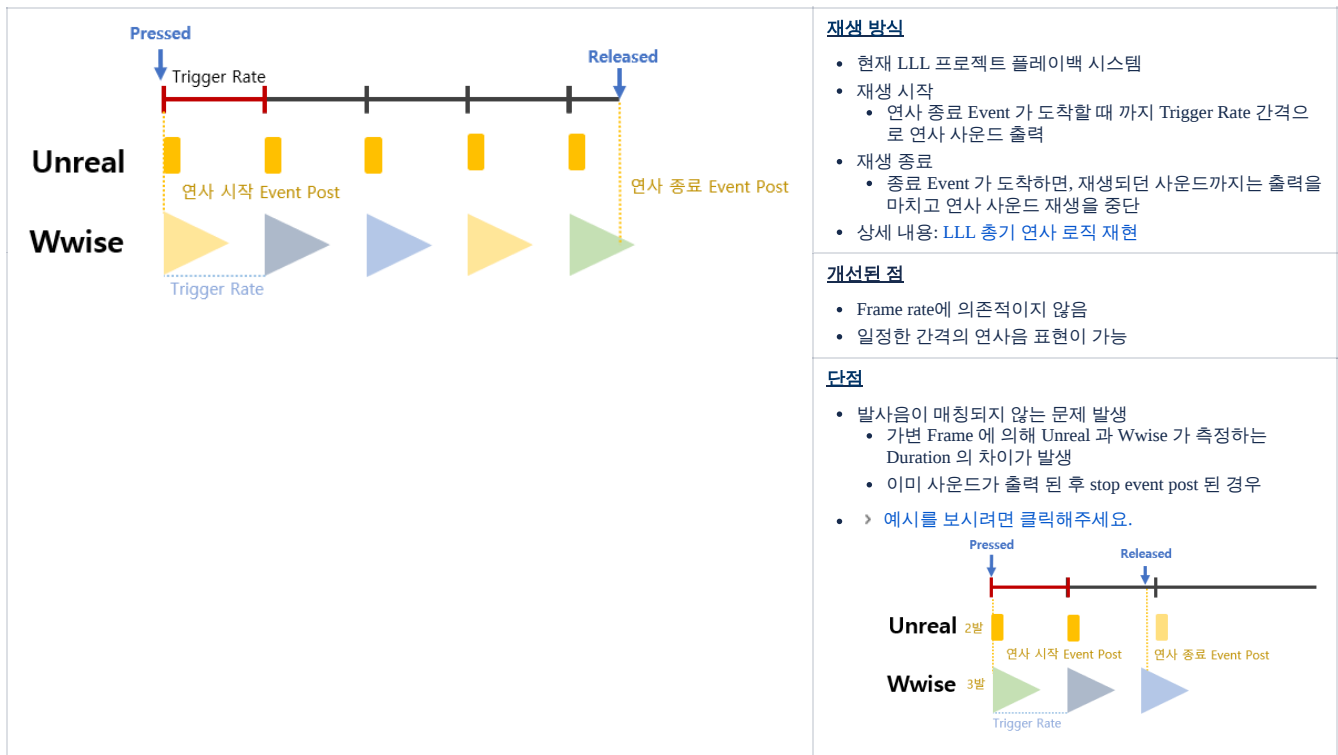 Pressed
Released
Trigger Rate
Unreal
연사 시작 Event Post
연사 종료 Event Post
Wwise
Trigger Rate
재생 방식
현재 LLL 프로젝트 플레이백 시스템
재생 시작
연사 종료 Event 가 도착할 때 까지 Trigger Rate 간격으
로 연사 사운드 출력
재생 종료
종료 Event 가 도착하면, 재생되던 사운드까지는 출력을
마치고 연사 사운드 재생을 중단
상세 내용: LLL 총기 연사 로직 재현
개선된 점
Frame rate에 의존적이지 않음
일정한 간격의 연사음 표현이 가능
단점
발사음이 매칭되지 않는 문제 발생
가변 Frame 에 의해 Unreal 과 Wwise 가 측정하는
Duration 의 차이가 발생
이미 사운드가 출력 된 후 stop event post 된 경우
예시를 보시려면 클릭해주세요.
Pressed
Released
Unreal 2발
연사 시작 Event Post
연사 종료 Event Post
Wwise 3발
Trigger Rate